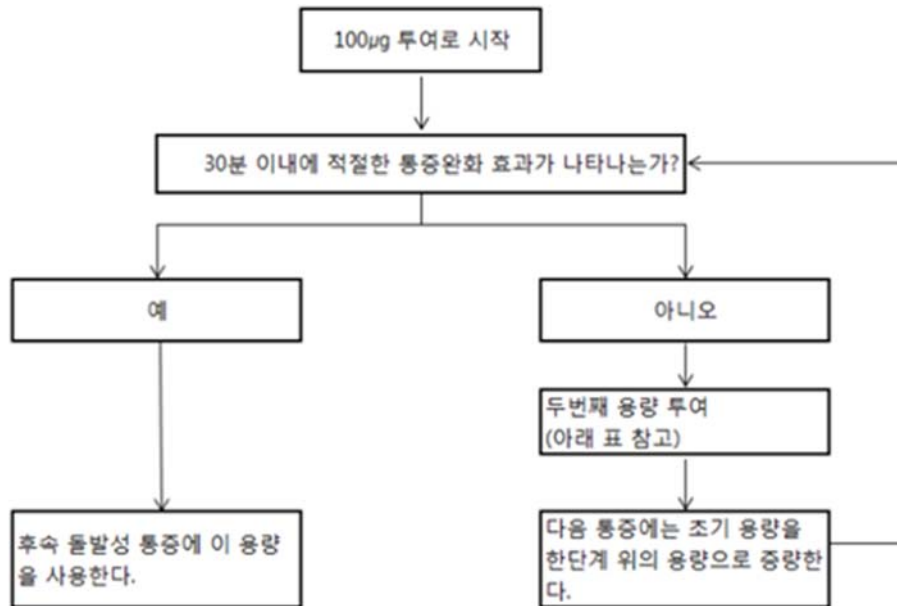 100μg 투여로 시작
30분 이내에 적절한 통증완화 효과가 나타나는가?
예
아니오
두번째 용량 투여
(아래 표 참고)
후속 돌발성 통증에 이 용량
을 사용한다.
다음 통증에는 초기 용량을
한단계 위의 용량으로 증량한
다.